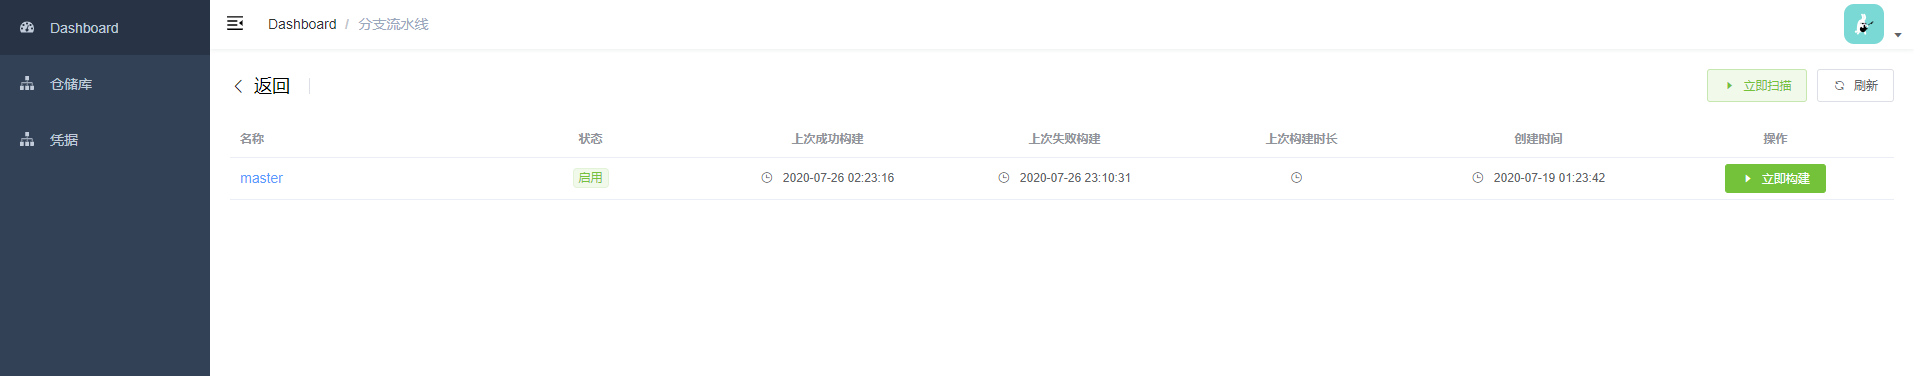 Dashboard
Dashboard / 分支流水线
仓储库
凭据
返回
立即扫描 刷新
名称 状态 上次成功构建 上次失败构建 上次构建时长 创建时间 操作
master 启用 2020-07-26 02:23:16 2020-07-26 23:10:31 2020-07-19 01:23:42 立即构建